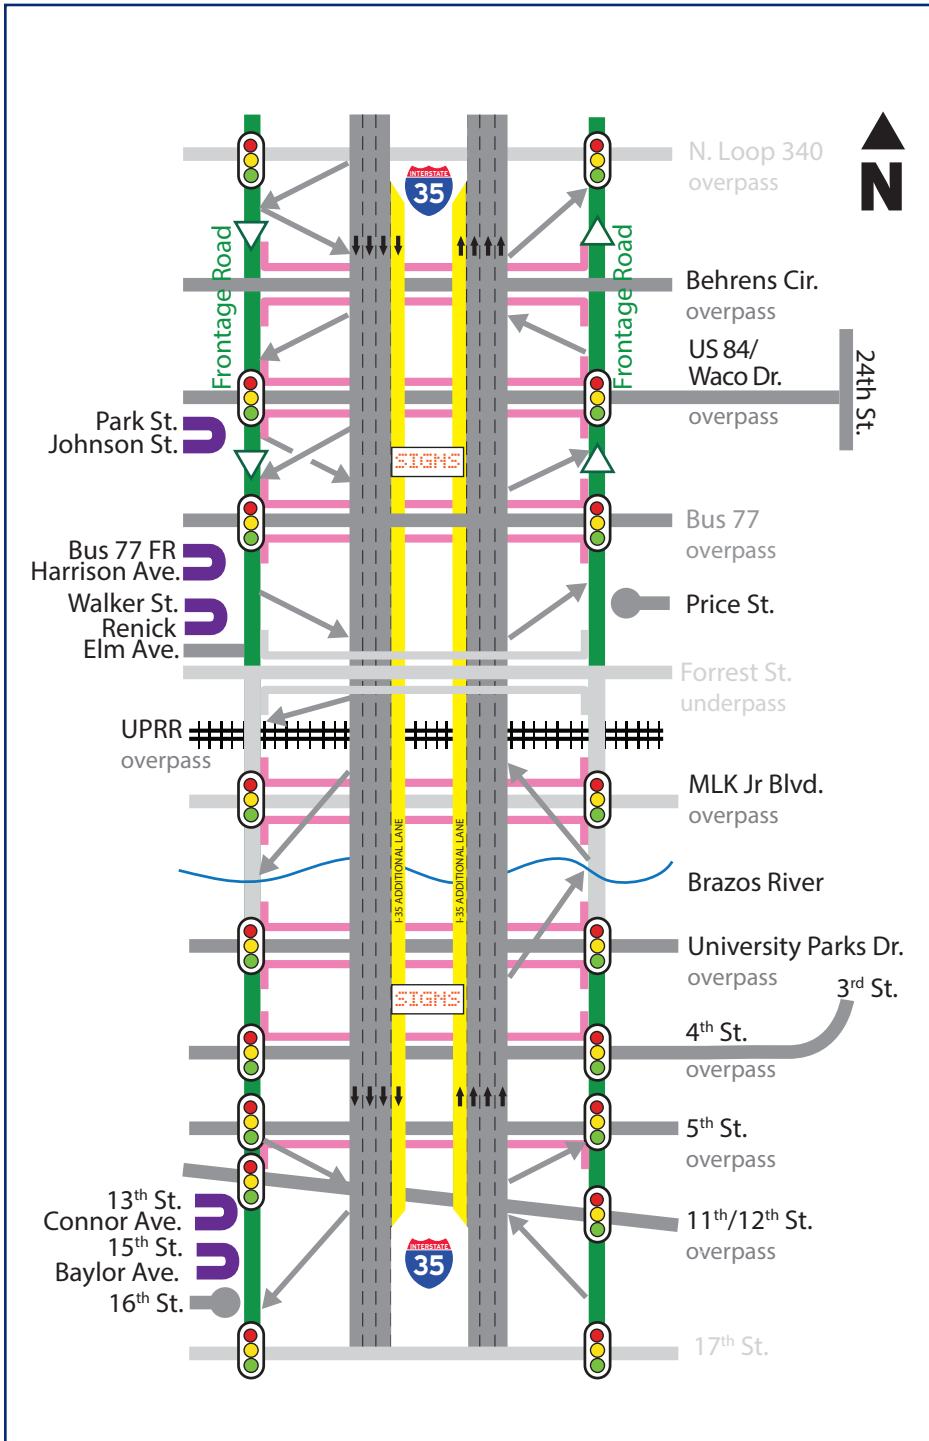 N. Loop 340
overpass
INTERSTATE
35
N
Frontage Road
Frontage Road
Behrens Cir.
overpass
US 84/
Waco Dr.
overpass
24th St.
Park St.
Johnson St.
SIGNS
Bus 77
overpass
Bus 77 FR
Harrison Ave.
Walker St.
Renick
Elm Ave.
Price St.
Forrest St.
underpass
UPRR
overpass
MLK Jr Blvd.
overpass
I-35 ADDITIONAL LANE
I-35 ADDITIONAL LANE
Brazos River
University Parks Dr.
overpass
3rd St.
SIGNS
4th St.
overpass
5th St.
overpass
13th St.
Connor Ave.
11th/12th St.
overpass
15th St.
Baylor Ave.
INTERSTATE
35
16th St.
17th St.